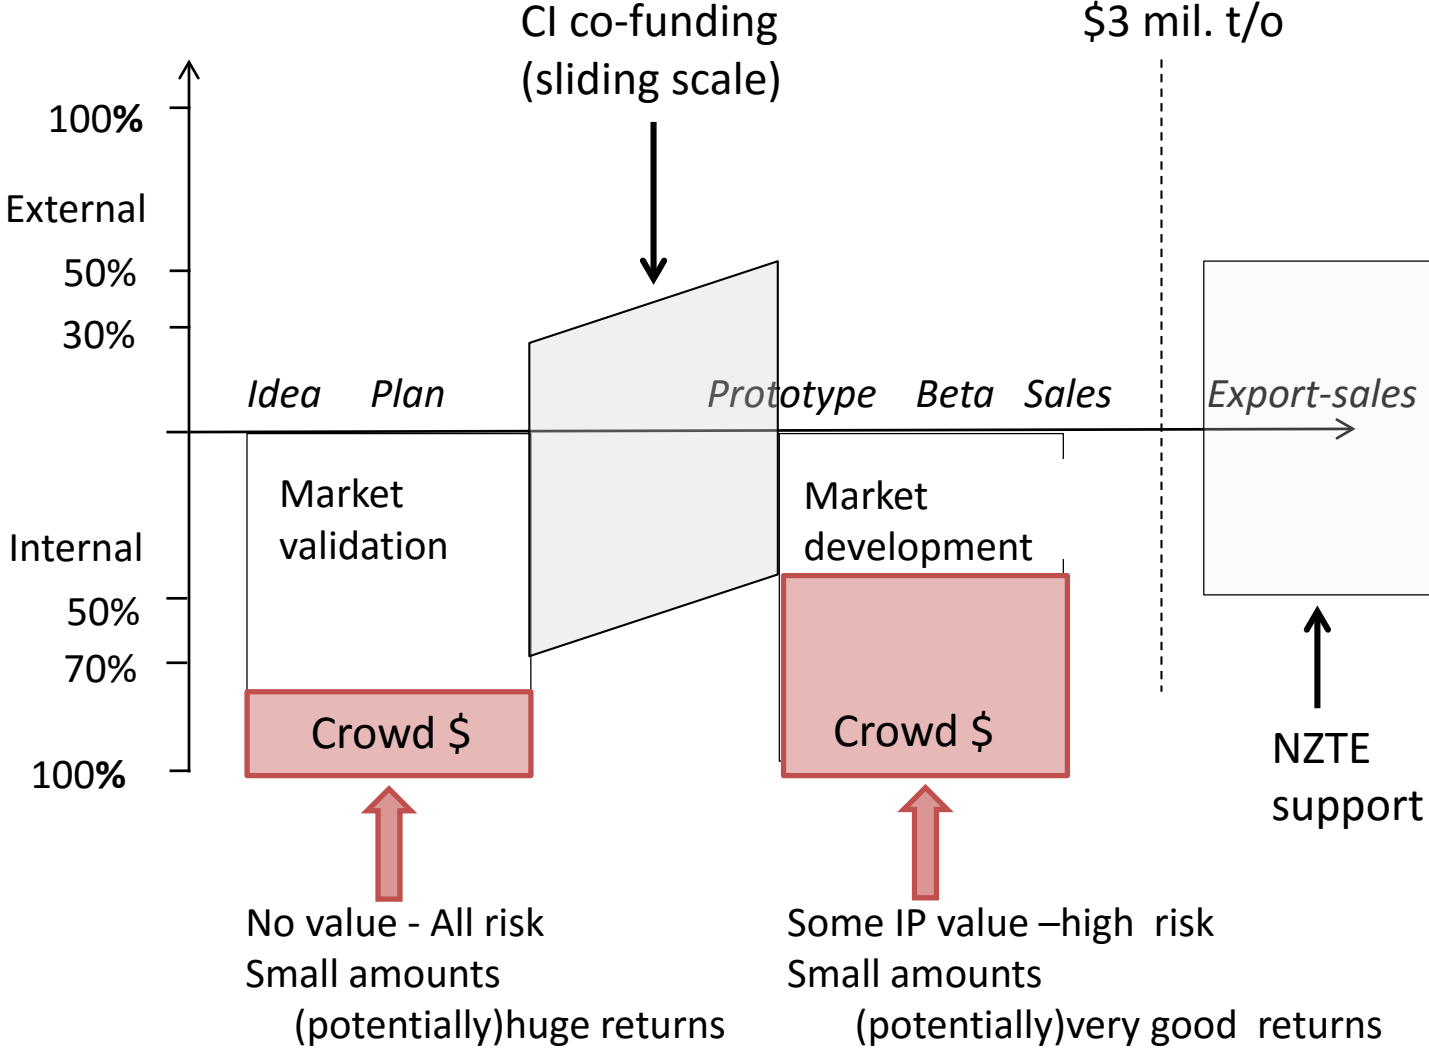 CI co-funding
(sliding scale)
$3 mil. t/o
100%
External
50%
30%
Idea Plan Prototype Beta Sales Export-sales
Market
validation
Market
development
Internal
50%
70%
100%
Crowd $
Crowd $
NZTE
support
No value - All risk
Small amounts
(potentially)huge returns
Some IP value –high risk
Small amounts
(potentially)very good returns